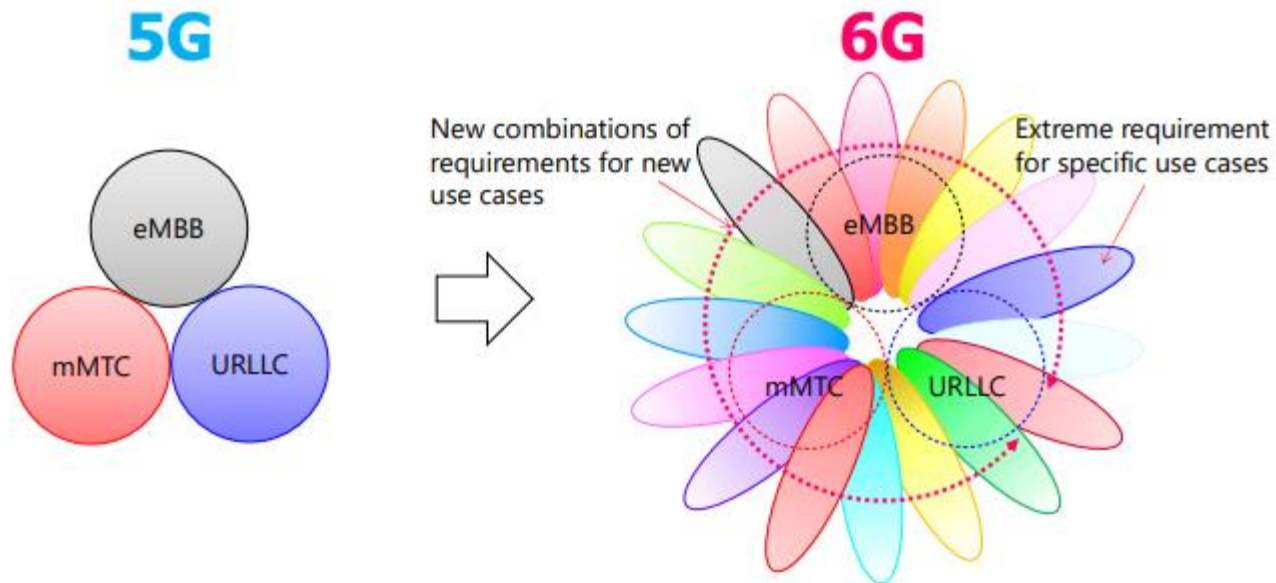 5G
6G
New combinations of
requirements for new
use cases
Extreme requirement
for specific use cases
eMBB
eMBB
mMTC
URLLC
mMTC
URLLC